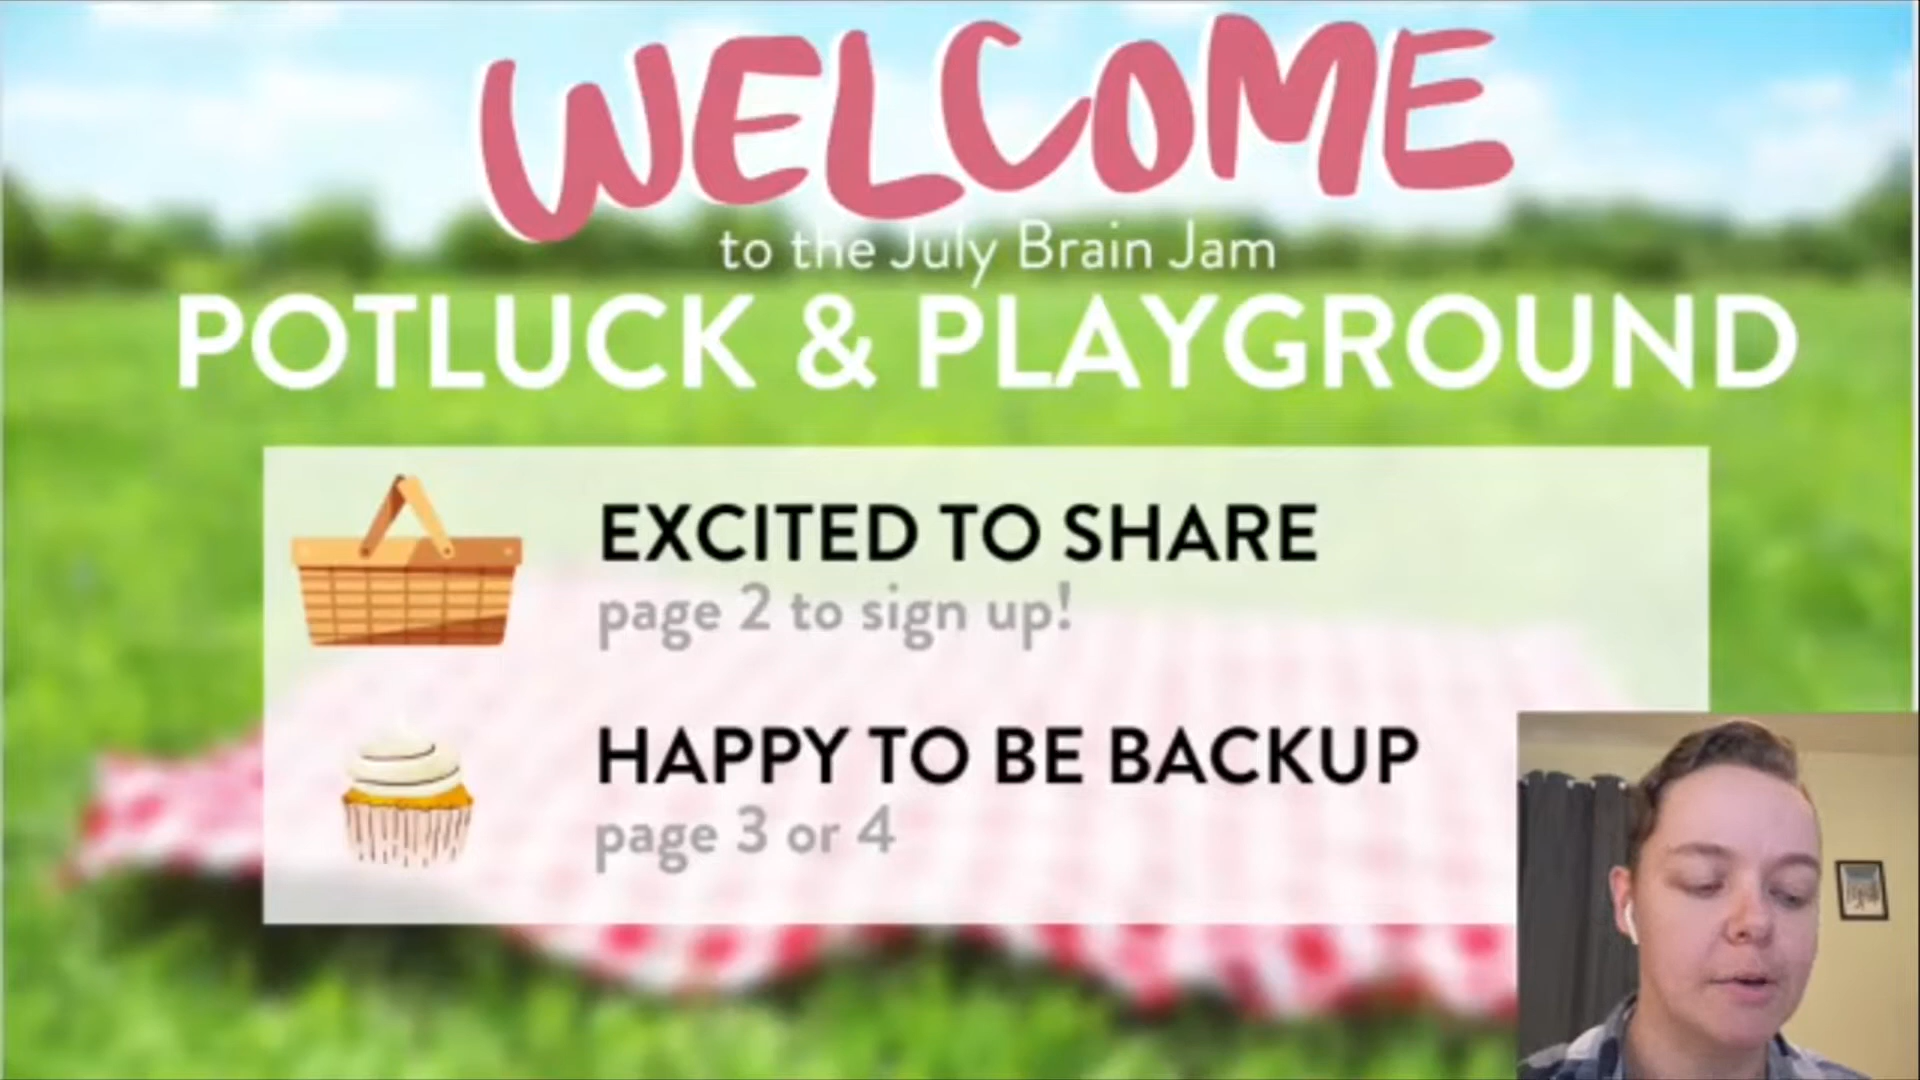 WELCOME
to the July Brain Jam
POTLUCK & PLAYGROUND
EXCITED TO SHARE
page 2 to sign up!
HAPPY TO BE BACKUP
page 3 or 4